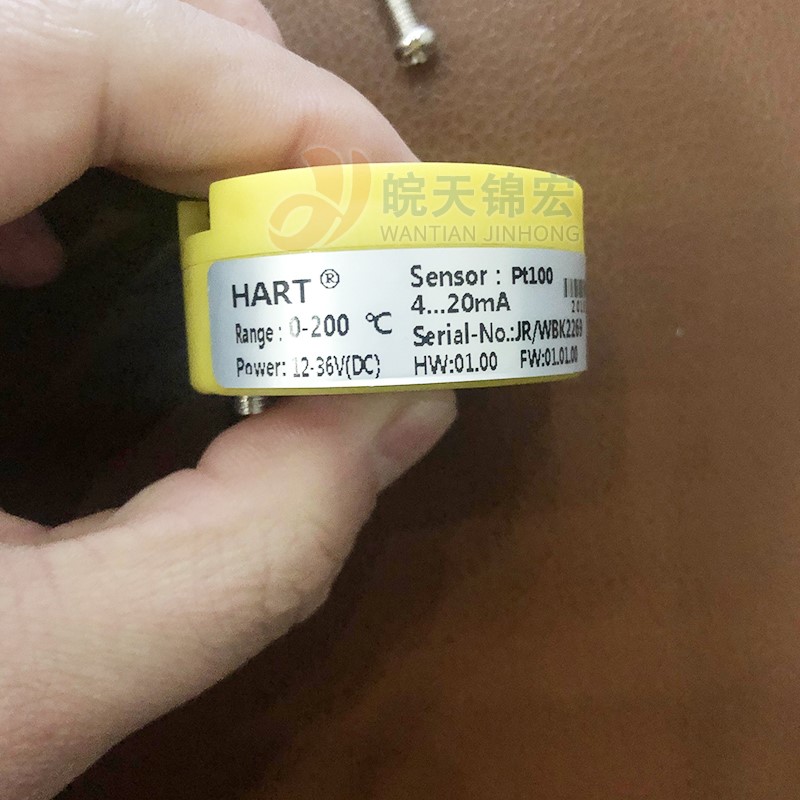 皖天锦宏
WANTIAN JINHONG
HART ®
Range: 0-200 ℃
Power: 12-36V(DC)
Sensor: Pt100
4...20mA
Serial-No.:JR/WBK2269
HW:01.00 FW:01.01.00